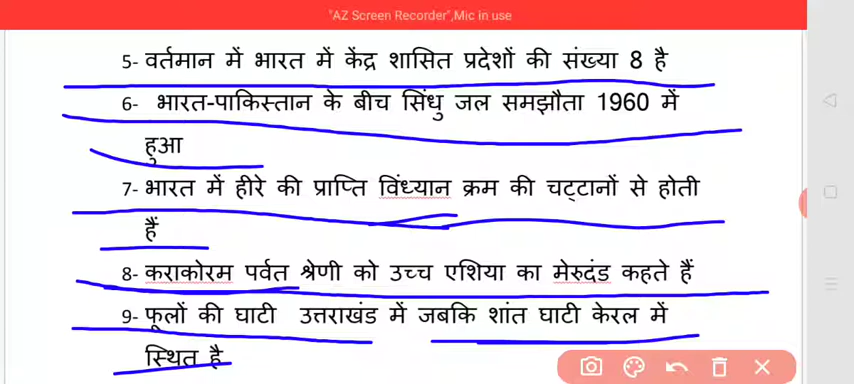 "AZ Screen Recorder",Mic in use
5- वर्तमान में भारत में केंद्र शासित प्रदेशों की संख्या 8 है
6- भारत-पाकिस्तान के बीच सिंधु जल समझौता 1960 में
हुआ
7- भारत में हीरे की प्राप्ति विंध्यान क्रम की चट्टानों से होती
हैं
8- कराकोरम पर्वत श्रेणी को उच्च एशिया का मेरुदंड कहते हैं
9- फूलों की घाटी उत्तराखंड में जबकि शांत घाटी केरल में
स्थित है